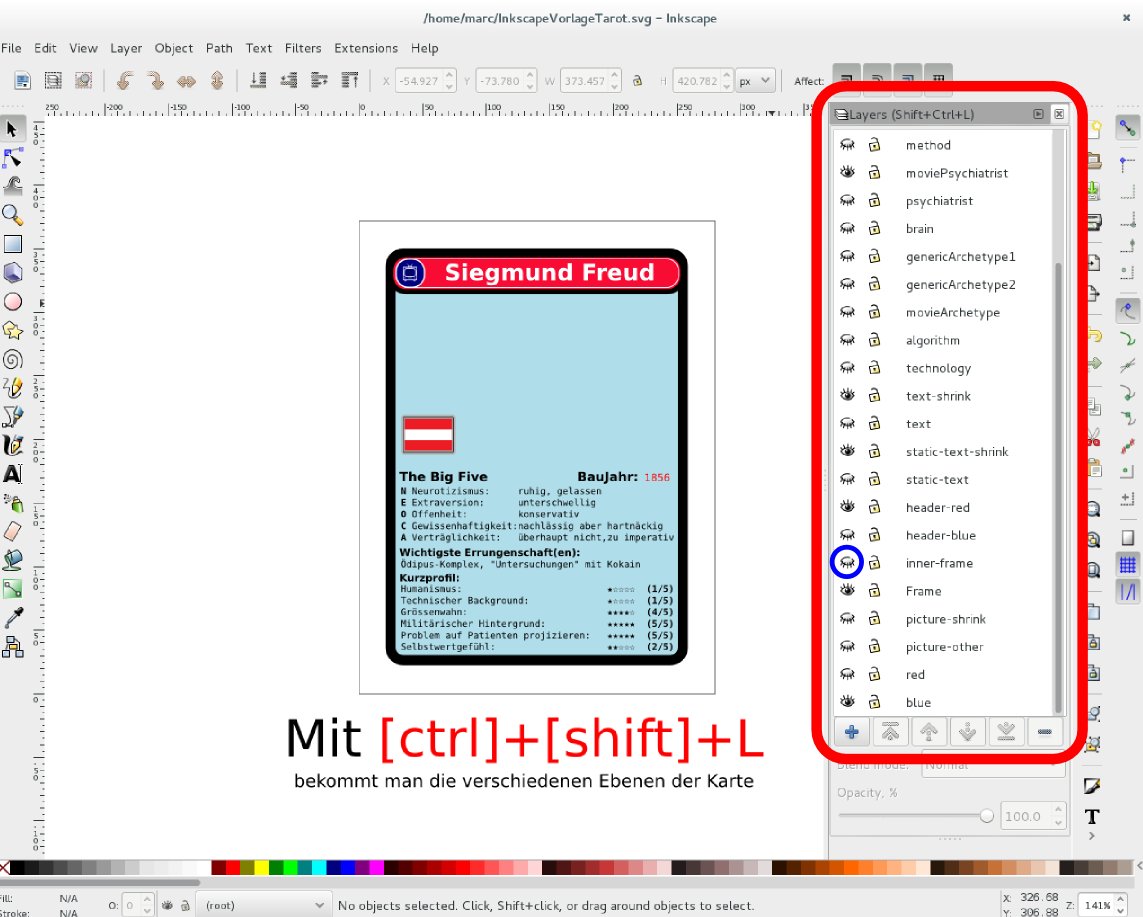 /home/marc/InkscapeVorlageTarot.svg - Inkscape
File Edit View Layer Object Path Text Filters Extensions Help
X -54.927 Y -73.780 W 373.457 H 420.782 px Affect:
Layers (Shift+Ctrl+L)
method
moviePsychiatrist
psychiatrist
brain
genericArchetype1
genericArchetype2
movieArchetype
algorithm
technology
text-shrink
text
static-text-shrink
static-text
header-red
header-blue
inner-frame
Frame
picture-shrink
picture-other
red
blue
Blend mode: Normal
Opacity, % 
100.0
Siegmund Freud
The Big Five BauJahr: 1856
N Neurotizismus: ruhig, gelassen
E Extraversion: unterschwellig
O Offenheit: konservativ
C Gewissenhaftigkeit: nachlässig aber hartnäckig
A Verträglichkeit: überhaupt nicht,zu imperativ
Wichtigste Errungenschaft(en):
Ödipus-Komplex, "Untersuchungen" mit Kokain
Kurzprofil:
Humanismus: ★☆☆☆☆ (1/5)
Technischer Background: ★☆☆☆☆ (1/5)
Grössenwahn: ★★★★☆ (4/5)
Militärischer Hintergrund: ★★★★★ (5/5)
Problem auf Patienten projizieren: ★★★★★ (5/5)
Selbstwertgefühl: ★★☆☆☆ (2/5)
Mit [ctrl]+[shift]+L
bekommt man die verschiedenen Ebenen der Karte
Fill: N/A
Stroke: N/A
O: 0 (root) No objects selected. Click, Shift+click, or drag around objects to select.
X: 326.68
Y: 306.88
Z: 141%